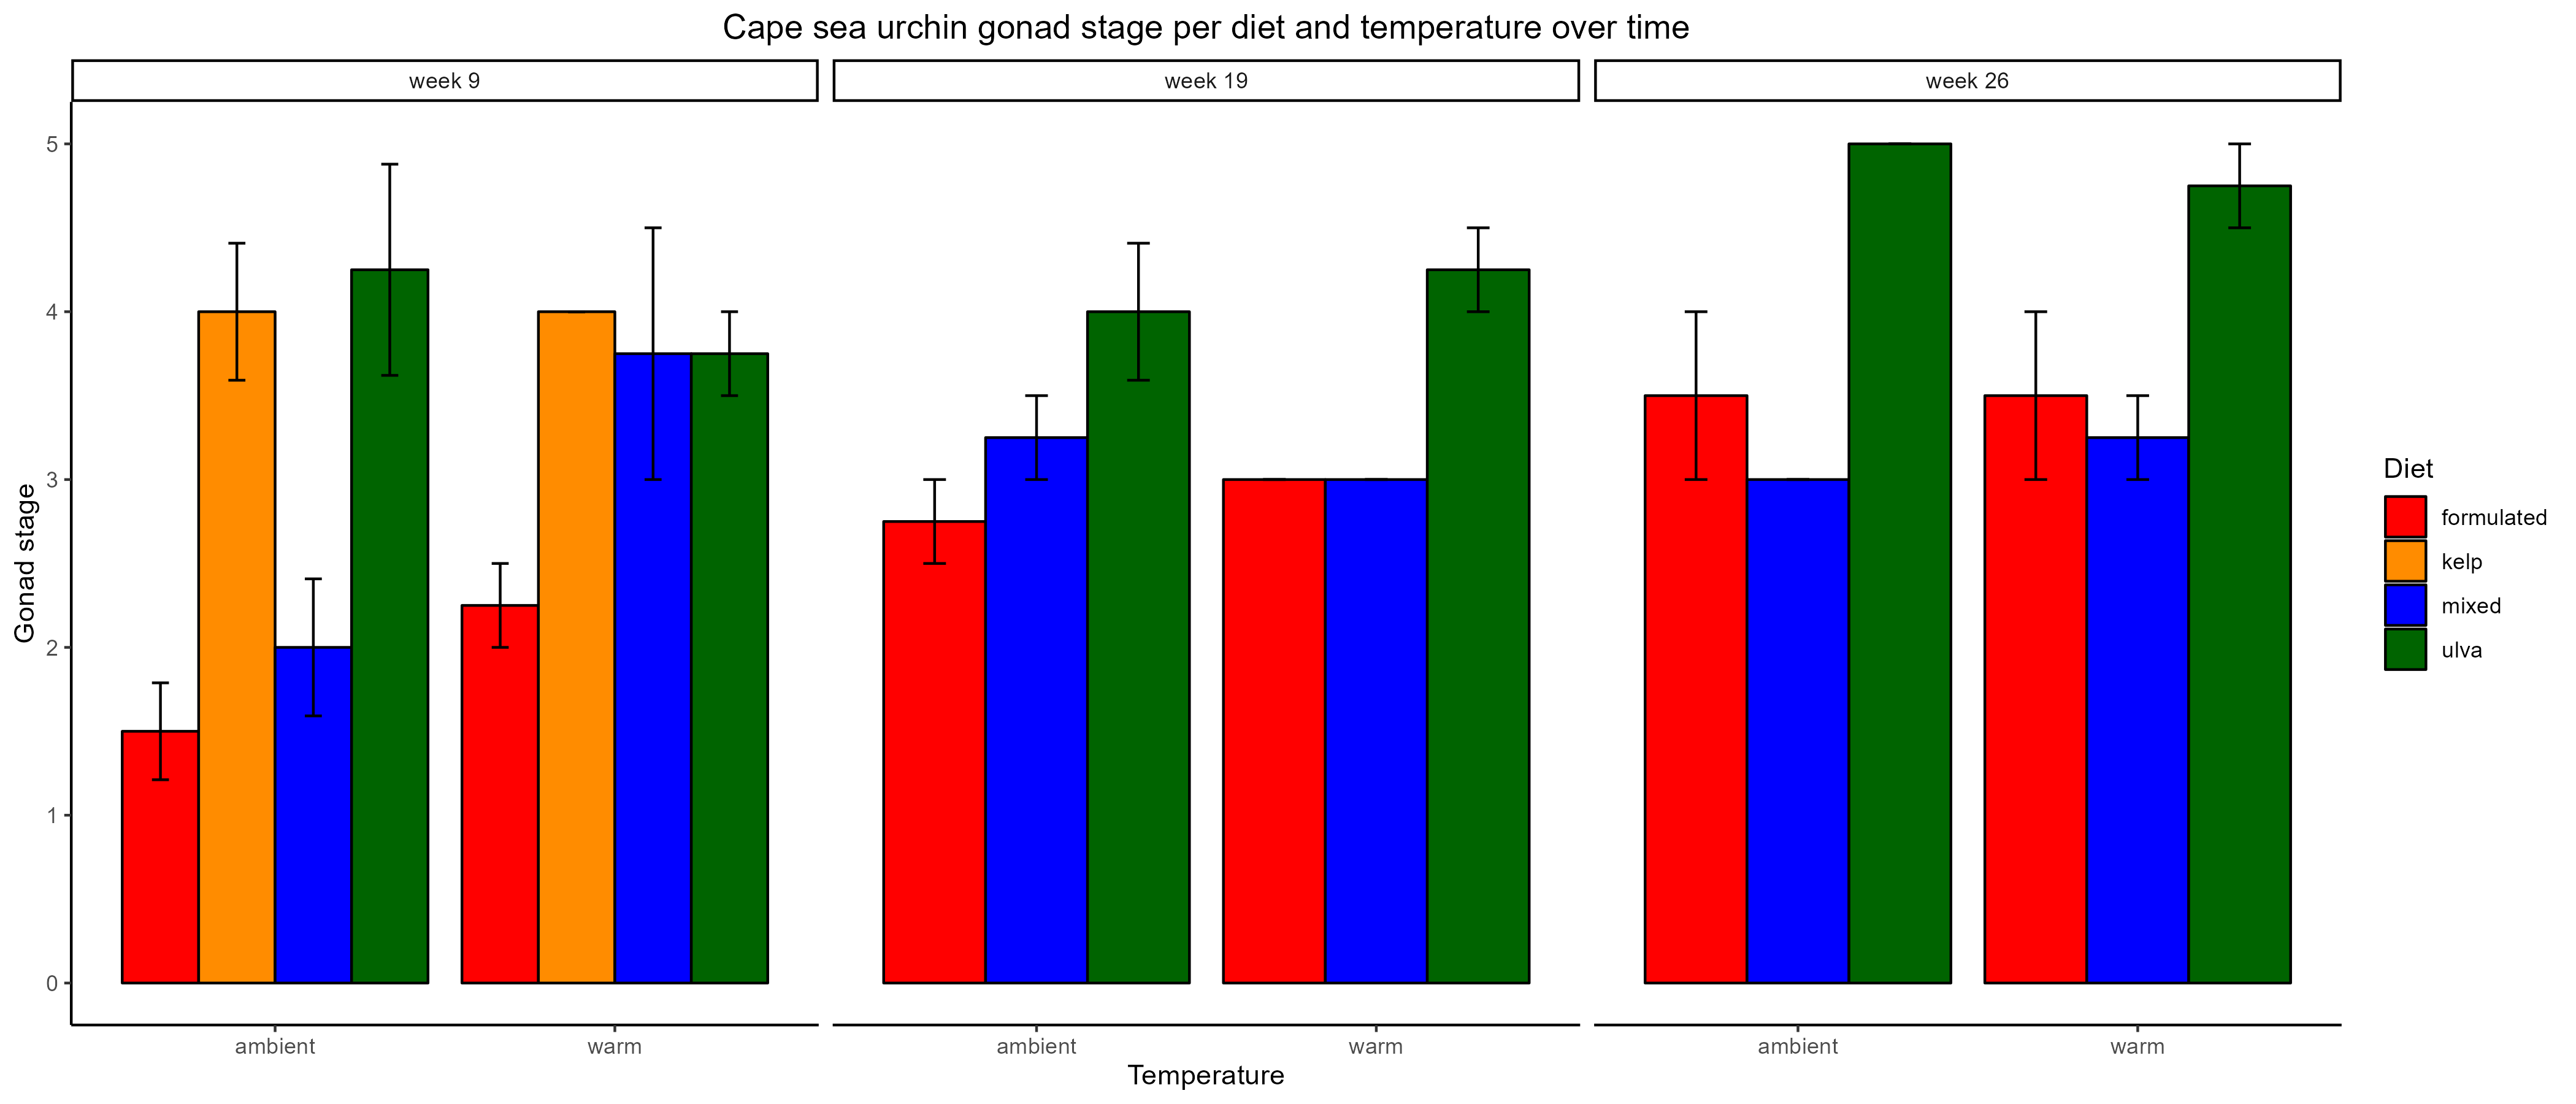 Cape sea urchin gonad stage per diet and temperature over time
week 9
week 19
week 26
Gonad stage
5
4
3
2
1
0
ambient
warm
ambient
warm
ambient
warm
Temperature
Diet
formulated
kelp
mixed
ulva